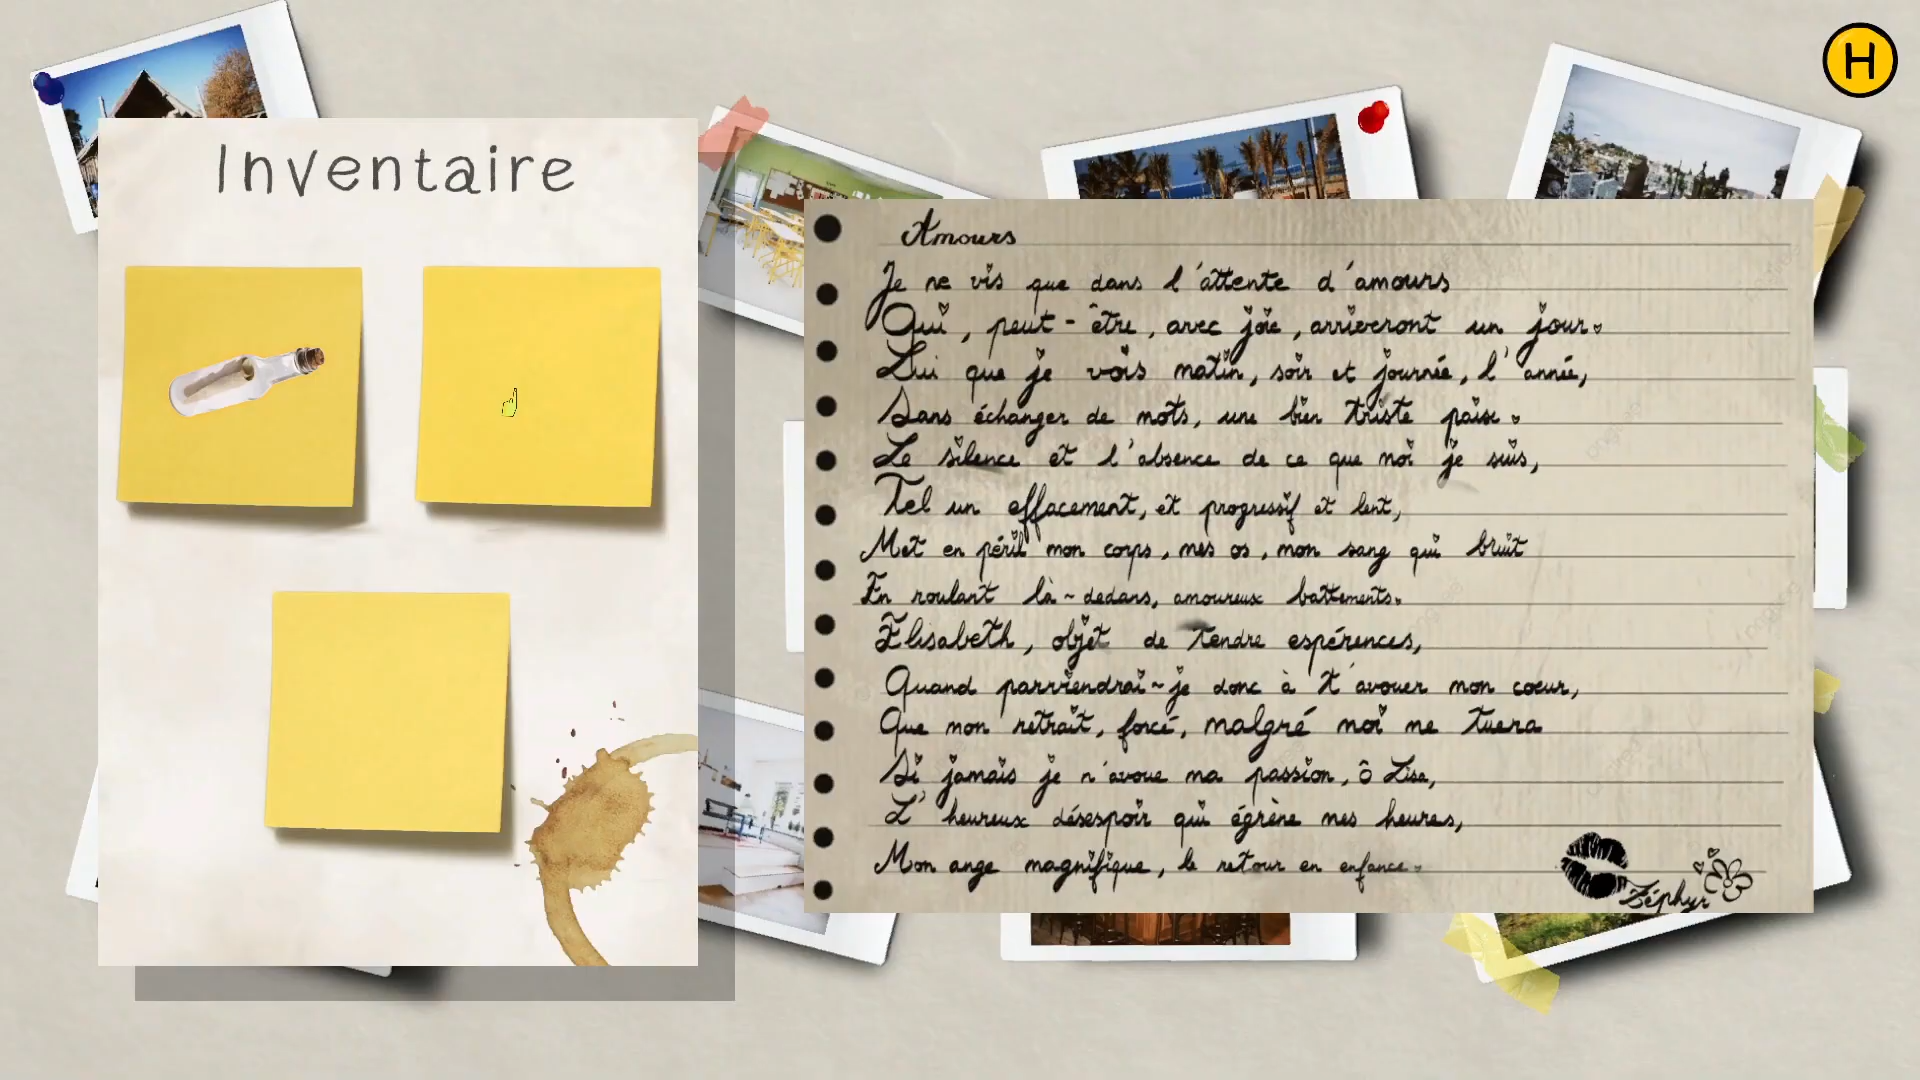 H
Inventaire
Amours
Je ne vis que dans l'attente d'amours
Qui, peut-être, avec joie, arriveront un jour.
Lui que je vois matin, soir et journée, l'année,
Sans échanger de mots, une bien triste paix.
Le silence et l'absence de ce que moi je suis,
Tel un effacement, et progressif et lent,
Met en péril mon corps, mes os, mon sang qui bruit
En roulant là-dedans, amoureux battements.
Élisabeth, objet de tendre espérences,
Quand parviendrai-je donc à t'avouer mon coeur,
Que mon retrait, forcé, malgré moi me tuera
Si jamais je n'avoue ma passion, ô Lisa,
L'heureux désespoir qui égrène mes heures,
Mon ange magnifique, le retour en enfance.
Zéphyr